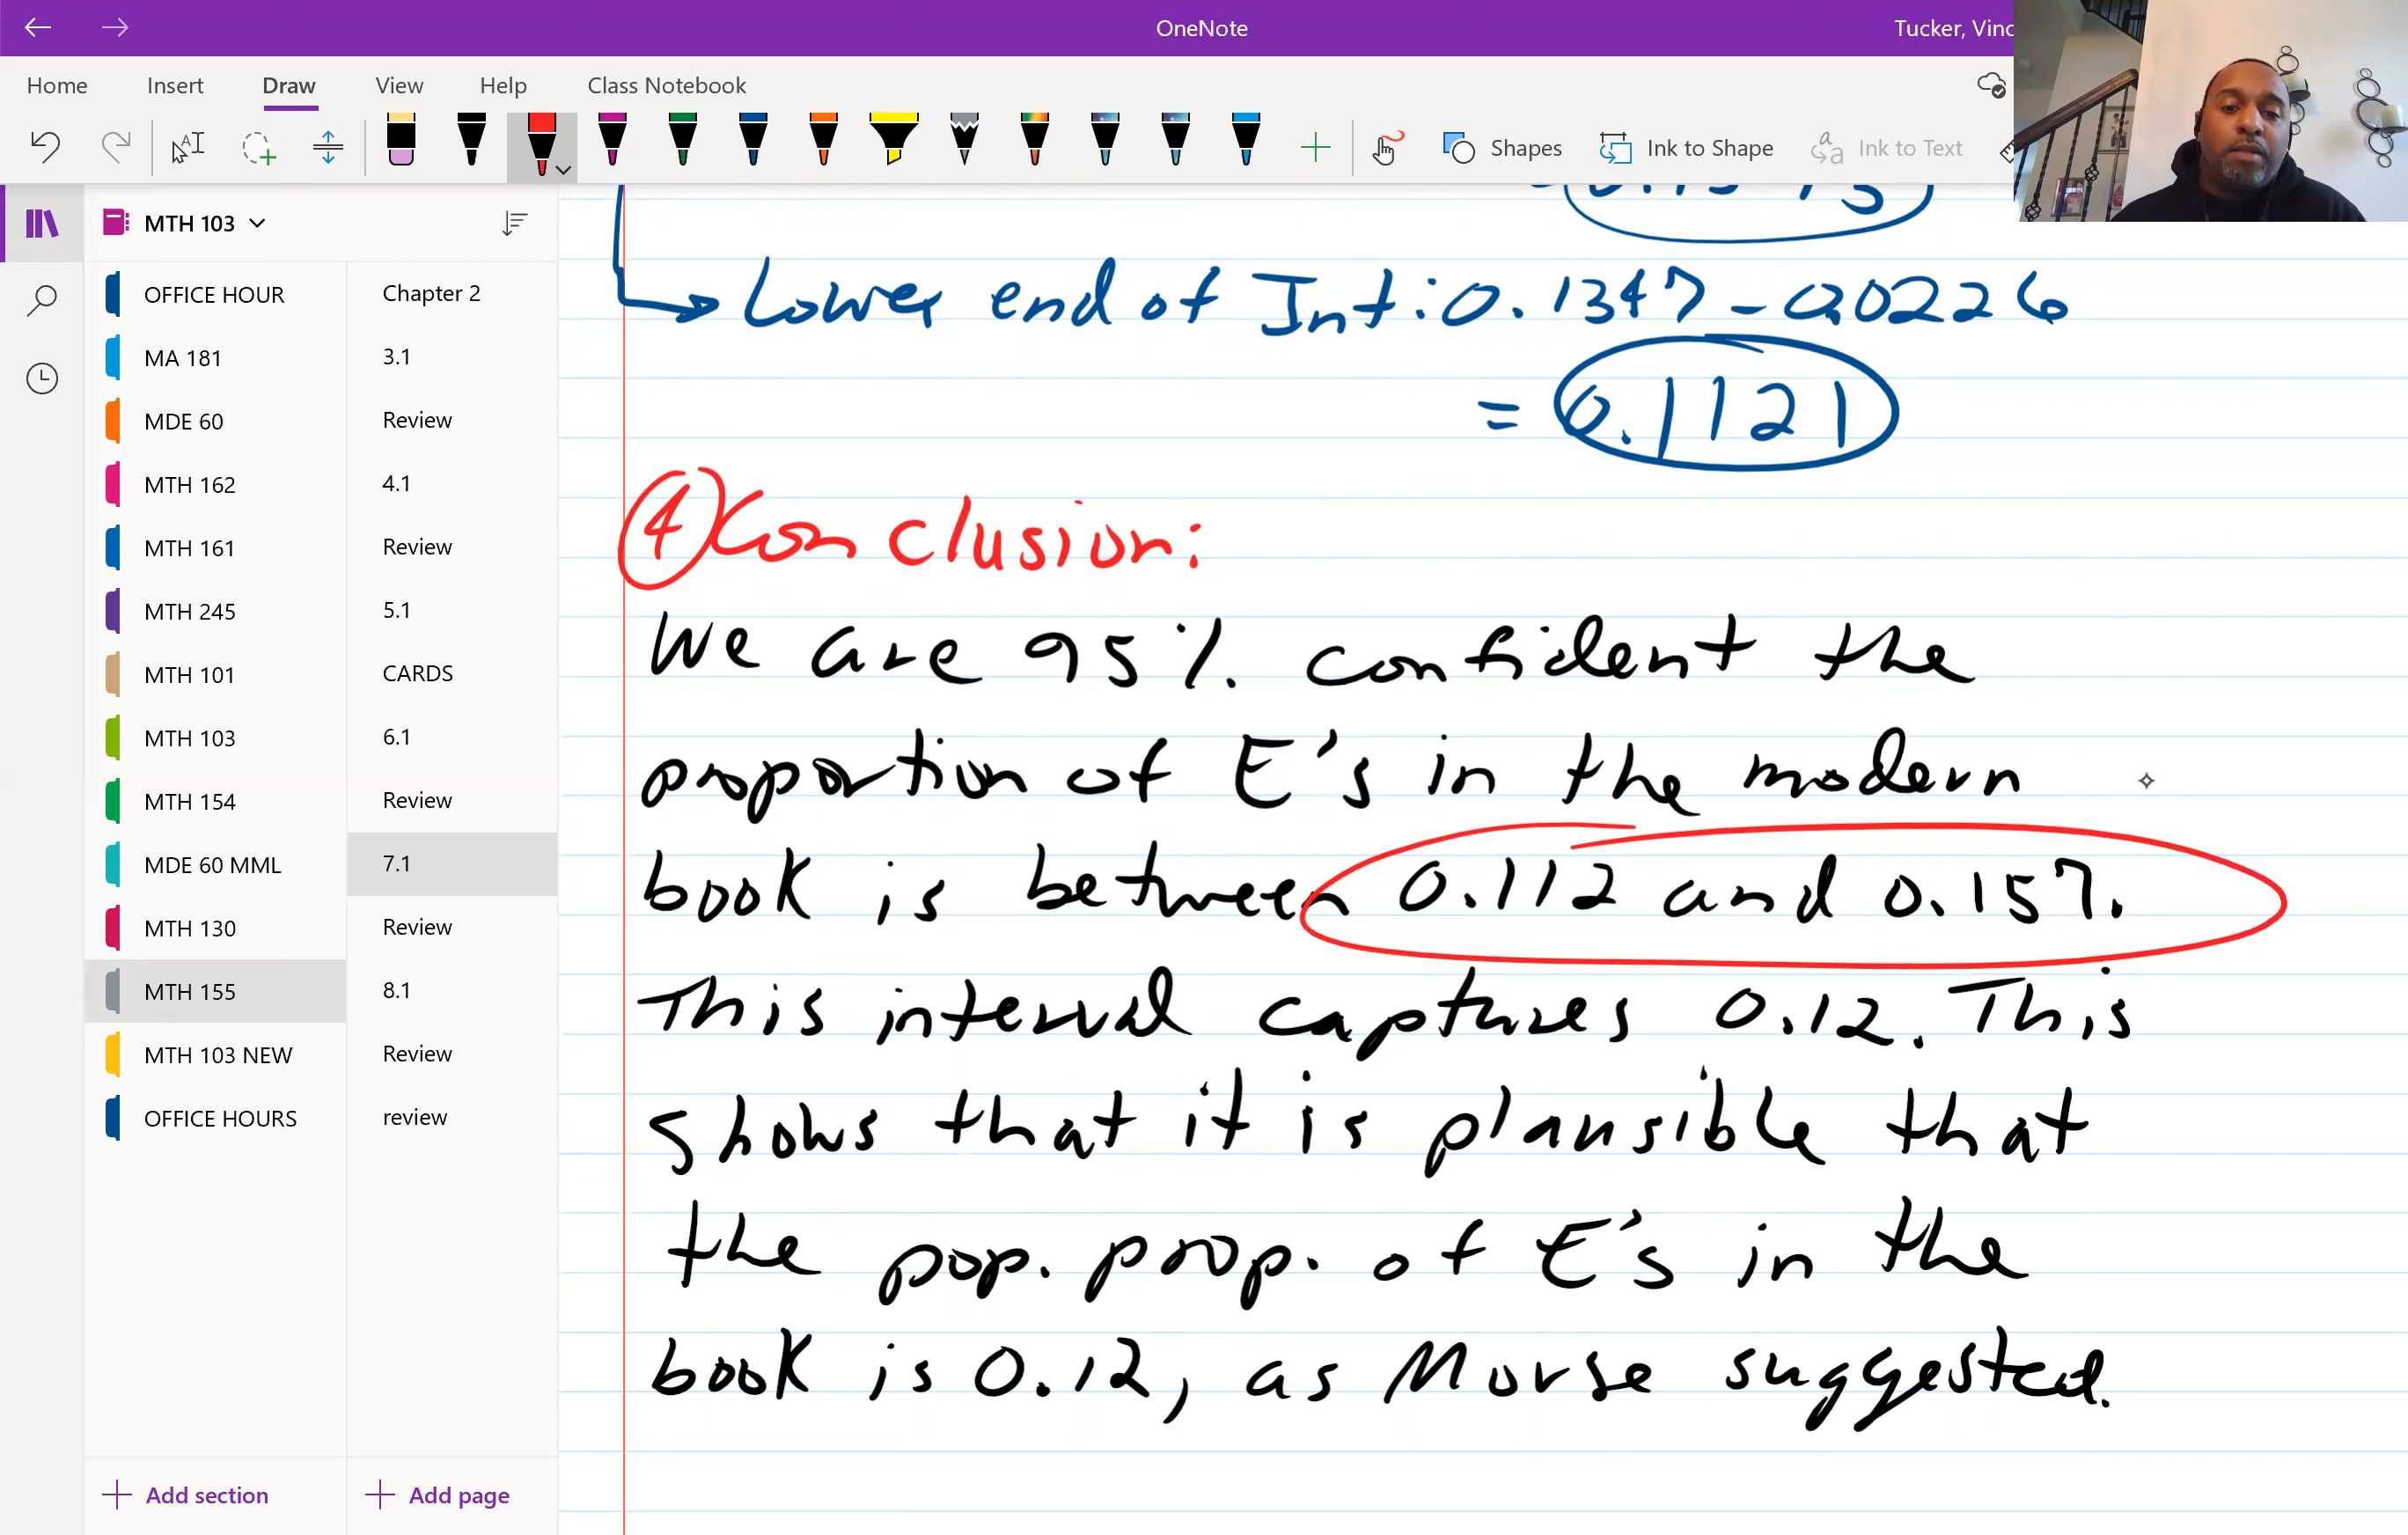 OneNote
Tucker, Vinc
Home Insert Draw View Help Class Notebook
Shapes Ink to Shape Ink to Text
MTH 103
OFFICE HOUR
MA 181
MDE 60
MTH 162
MTH 161
MTH 245
MTH 101
MTH 103
MTH 154
MDE 60 MML
MTH 130
MTH 155
MTH 103 NEW
OFFICE HOURS
Add section
Chapter 2
3.1
Review
4.1
Review
5.1
CARDS
6.1
Review
7.1
Review
8.1
Review
review
Add page
Lower end of Int: 0.1347 - 0.0226
= 0.1121
4 Conclusion:
We are 95% confident the
proportion of E's in the modern
book is between 0.112 and 0.157.
This interval captures 0.12. This
shows that it is plausible that
the pop. prop. of E's in the
book is 0.12, as Morse suggested.